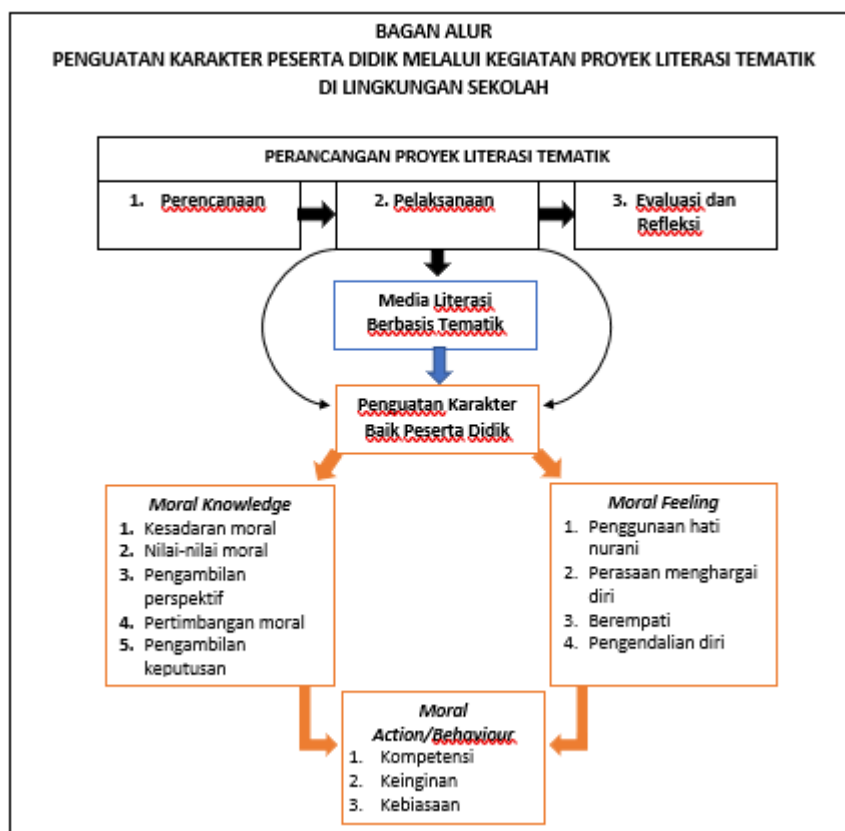 BAGAN ALUR
PENGUATAN KARAKTER PESERTA DIDIK MELALUI KEGIATAN PROYEK LITERASI TEMATIK
DI LINGKUNGAN SEKOLAH
PERANCANGAN PROYEK LITERASI TEMATIK
1. Perencanaan
2. Pelaksanaan
3. Evaluasi dan
Refleksi
Media Literasi
Berbasis Tematik
Penguatan Karakter
Baik Peserta Didik
Moral Knowledge
1. Kesadaran moral
2. Nilai-nilai moral
3. Pengambilan
perspektif
4. Pertimbangan moral
5. Pengambilan
keputusan
Moral Feeling
1. Penggunaan hati
nurani
2. Perasaan menghargai
diri
3. Berempati
4. Pengendalian diri
Moral
Action/Behaviour
1. Kompetensi
2. Keinginan
3. Kebiasaan